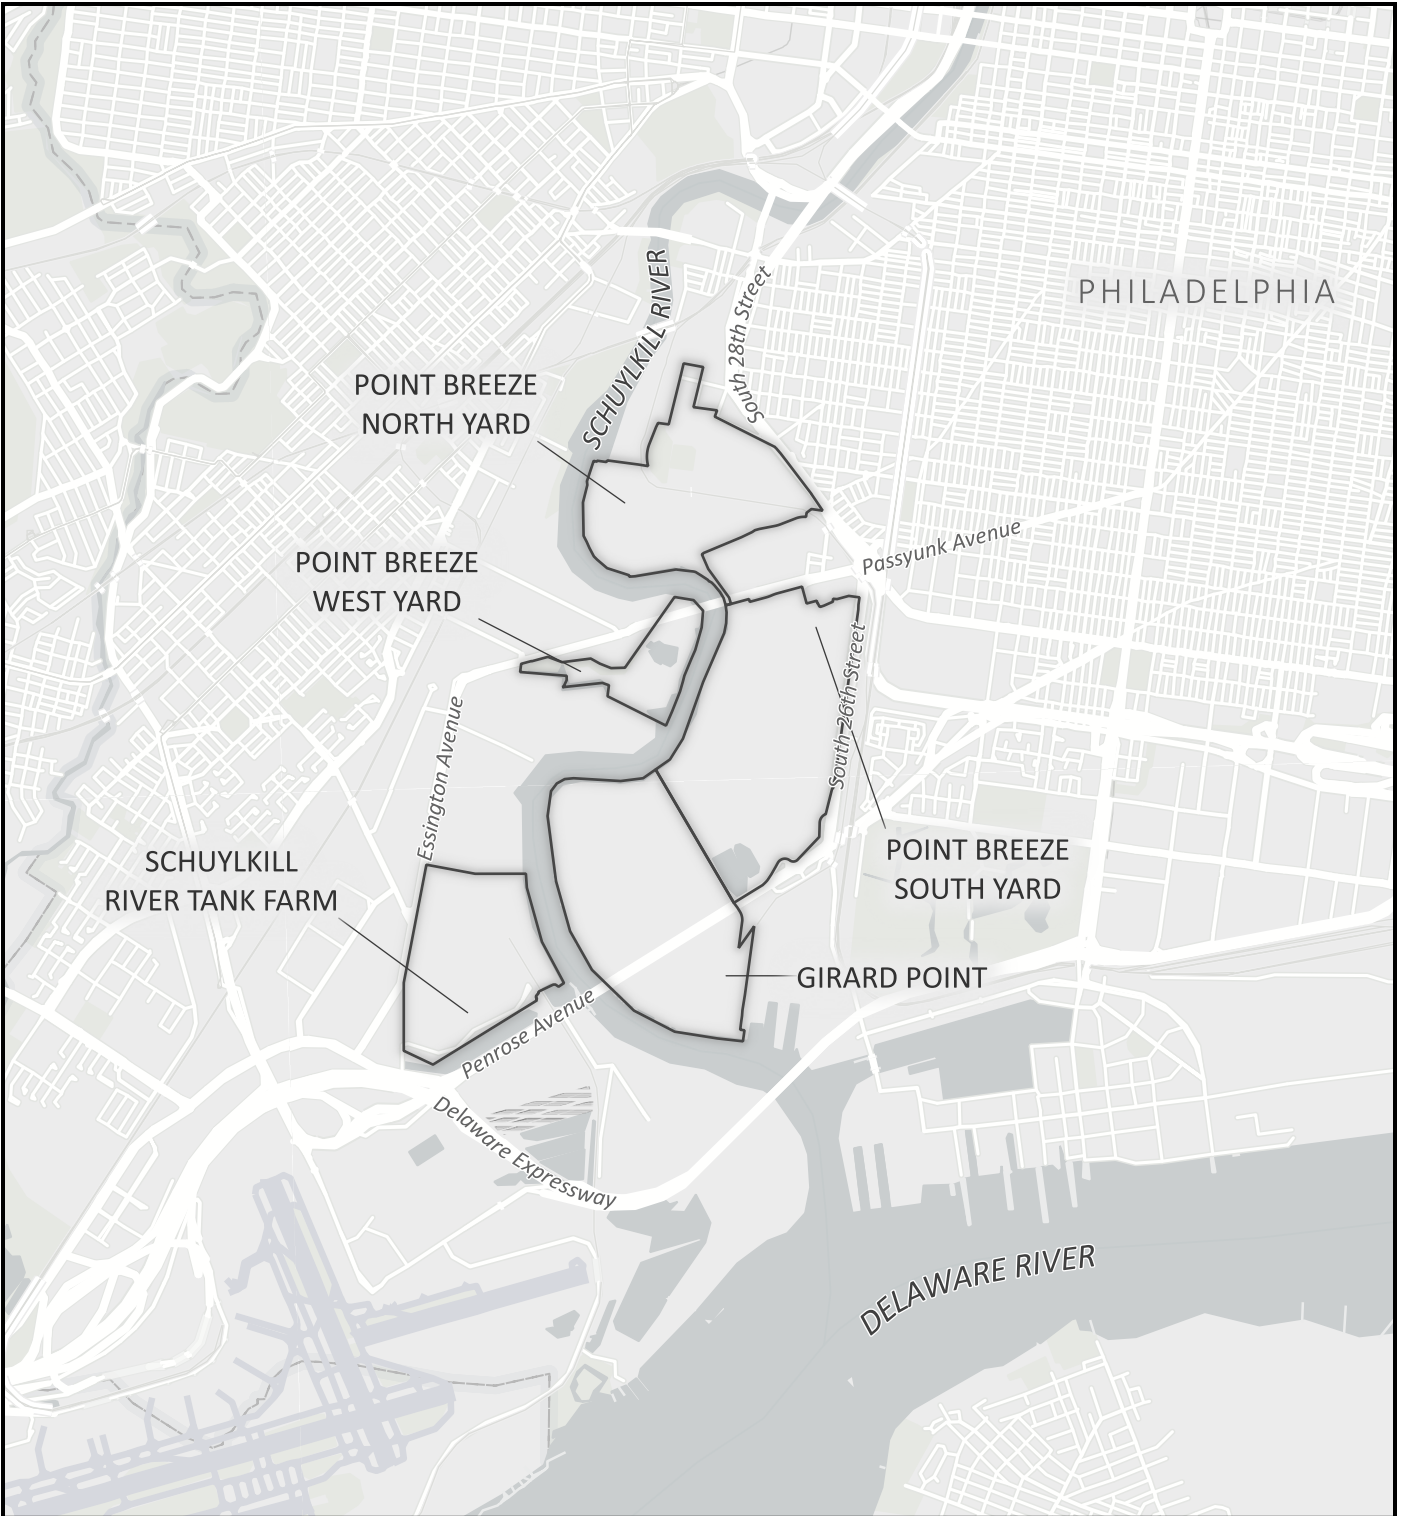 PHILADELPHIA
SCHUYLKILL RIVER
South 28th Street
POINT BREEZE
NORTH YARD
Passyunk Avenue
POINT BREEZE
WEST YARD
South 26th Street
Essington Avenue
POINT BREEZE
SOUTH YARD
SCHUYLKILL
RIVER TANK FARM
GIRARD POINT
Penrose Avenue
Delaware Expressway
DELAWARE RIVER